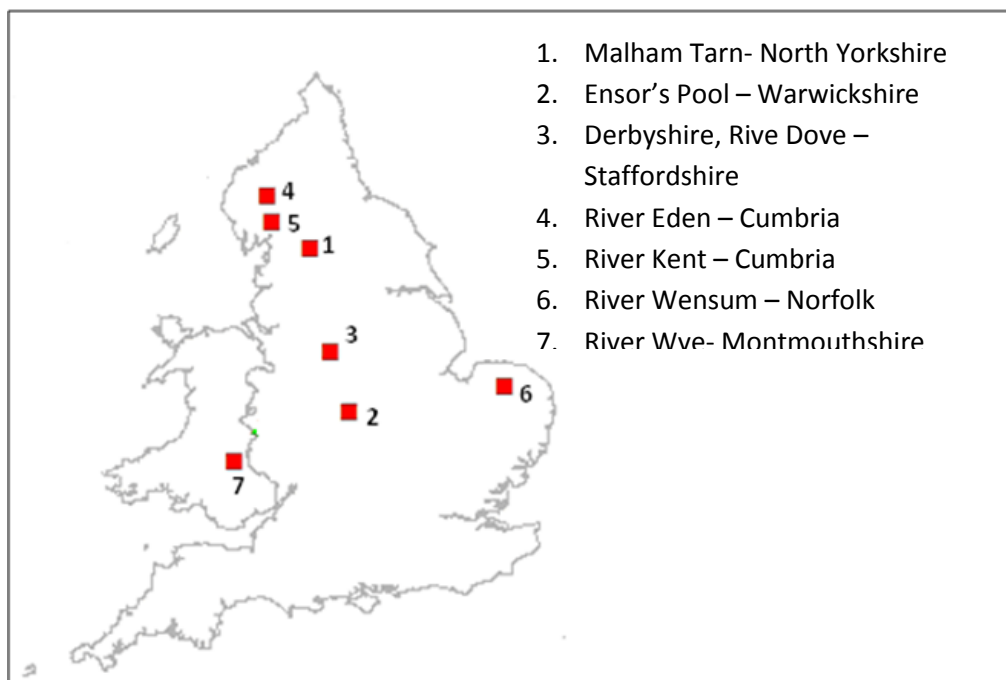 1. Malham Tarn- North Yorkshire
2. Ensor's Pool – Warwickshire
3. Derbyshire, Rive Dove –
Staffordshire
4. River Eden – Cumbria
5. River Kent – Cumbria
6. River Wensum – Norfolk
7. River Wye- Montmouthshire
4
5
1
3
6
2
7